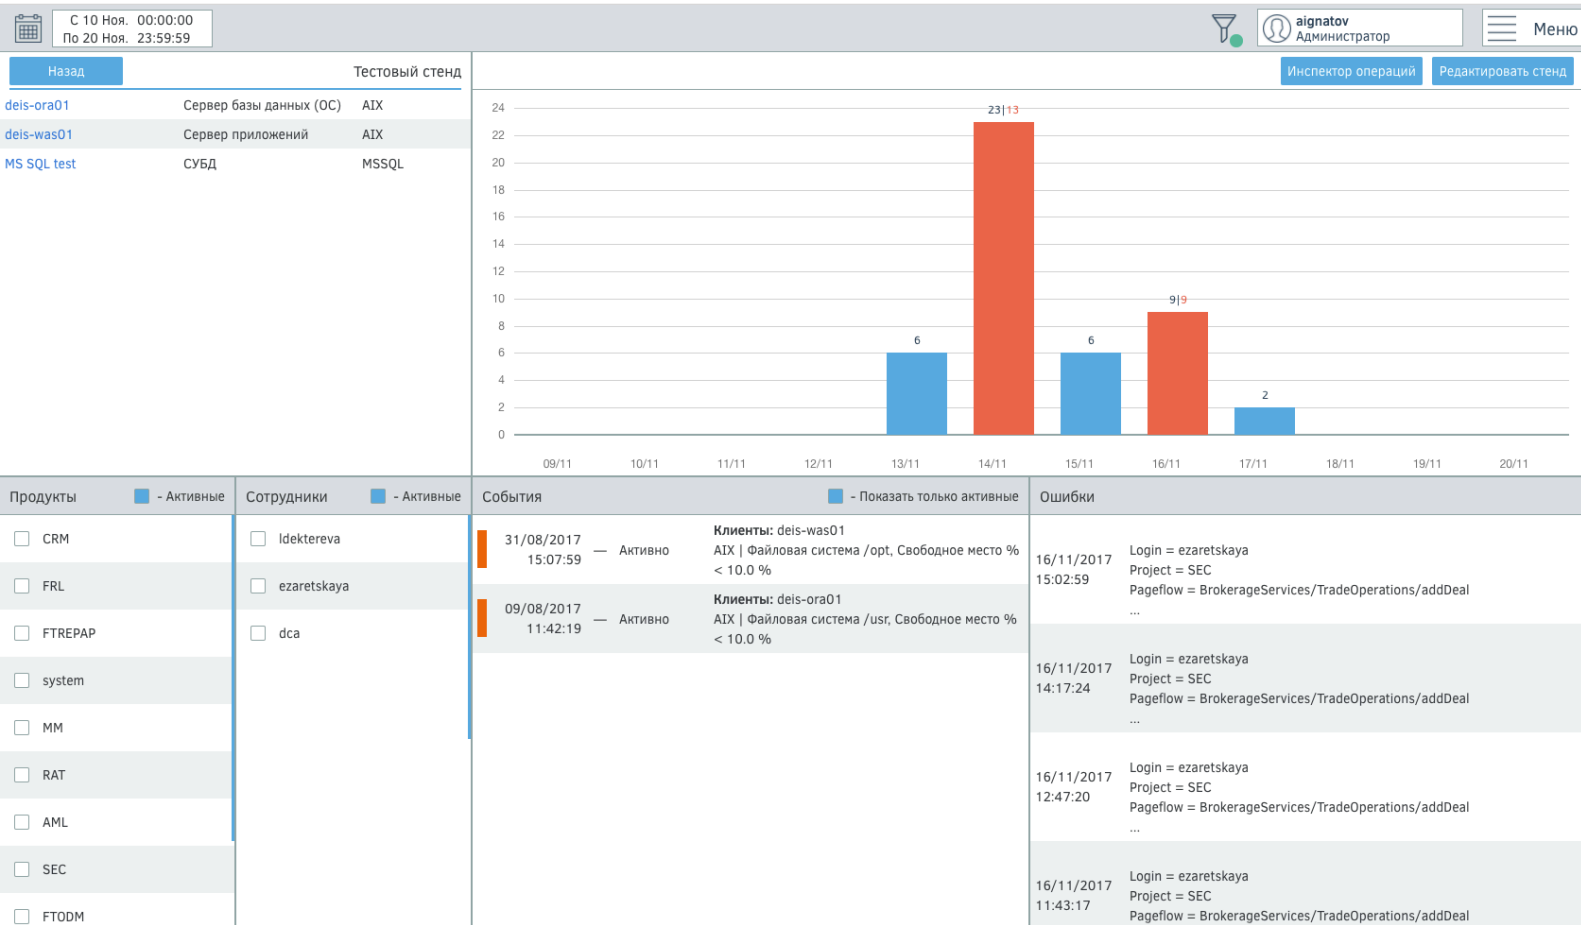 С 10 Ноя. 00:00:00
По 20 Ноя. 23:59:59
aignatov
Администратор
Меню
Назад
Тестовый стенд
Инспектор операций
Редактировать стенд
deis-ora01 Сервер базы данных (ОС) AIX
deis-was01 Сервер приложений AIX
MS SQL test СУБД MSSQL
24
22
20
18
16
14
12
10
8
6
4
2
0
6
23|13
6
9|9
2
09/11 10/11 11/11 12/11 13/11 14/11 15/11 16/11 17/11 18/11 19/11 20/11
Продукты - Активные
CRM
FRL
FTREPAP
system
MM
RAT
AML
SEC
FTODM
Сотрудники - Активные
ldektereva
ezaretskaya
dca
События - Показать только активные
31/08/2017
15:07:59
— Активно
Клиенты: deis-was01
AIX | Файловая система /opt, Свободное место %
< 10.0 %
09/08/2017
11:42:19
— Активно
Клиенты: deis-ora01
AIX | Файловая система /usr, Свободное место %
< 10.0 %
Ошибки
16/11/2017
15:02:59
Login = ezaretskaya
Project = SEC
Pageflow = BrokerageServices/TradeOperations/addDeal
...
16/11/2017
14:17:24
Login = ezaretskaya
Project = SEC
Pageflow = BrokerageServices/TradeOperations/addDeal
...
16/11/2017
12:47:20
Login = ezaretskaya
Project = SEC
Pageflow = BrokerageServices/TradeOperations/addDeal
...
16/11/2017
11:43:17
Login = ezaretskaya
Project = SEC
Pageflow = BrokerageServices/TradeOperations/addDeal